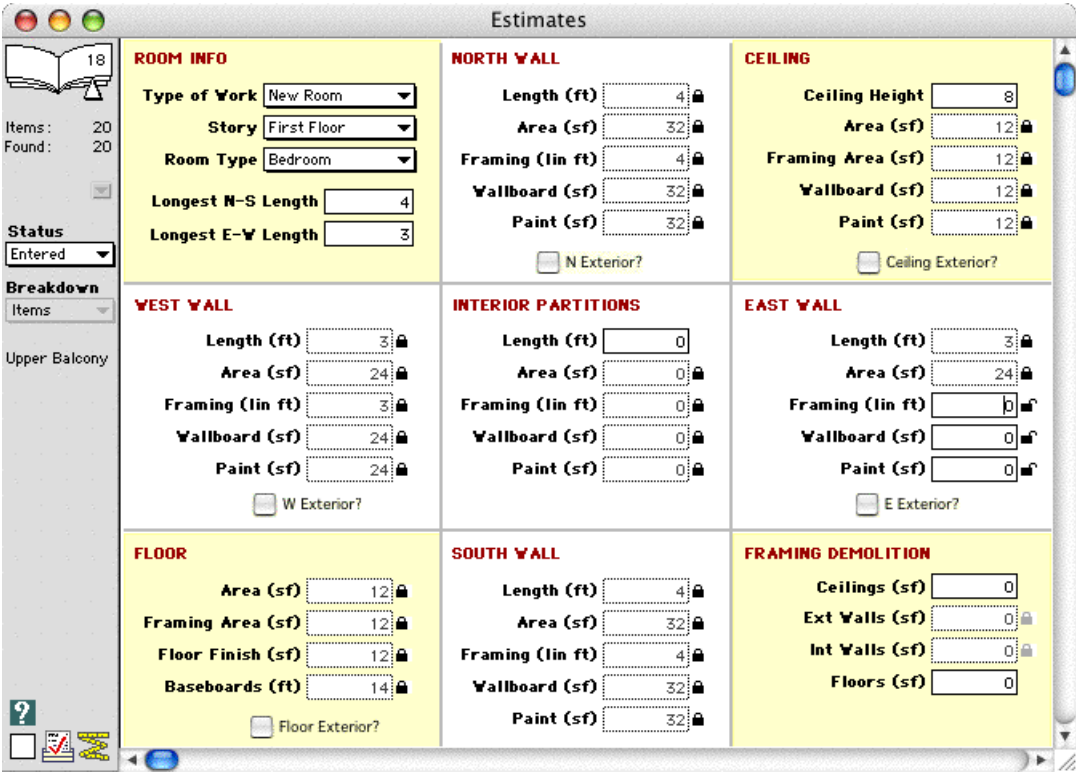 Estimates
18
Items: 20
Found: 20
Status
Entered
Breakdown
Items
Upper Balcony
?
ROOM INFO
Type of Work New Room
Story First Floor
Room Type Bedroom
Longest N-S Length 4
Longest E-W Length 3
NORTH WALL
Length (ft) 4
Area (sf) 32
Framing (lin ft) 4
Wallboard (sf) 32
Paint (sf) 32
N Exterior?
CEILING
Ceiling Height 8
Area (sf) 12
Framing Area (sf) 12
Wallboard (sf) 12
Paint (sf) 12
Ceiling Exterior?
WEST WALL
Length (ft) 3
Area (sf) 24
Framing (lin ft) 3
Wallboard (sf) 24
Paint (sf) 24
W Exterior?
INTERIOR PARTITIONS
Length (ft) 0
Area (sf) 0
Framing (lin ft) 0
Wallboard (sf) 0
Paint (sf) 0
EAST WALL
Length (ft) 3
Area (sf) 24
Framing (lin ft) 0
Wallboard (sf) 0
Paint (sf) 0
E Exterior?
FLOOR
Area (sf) 12
Framing Area (sf) 12
Floor Finish (sf) 12
Baseboards (ft) 14
Floor Exterior?
SOUTH WALL
Length (ft) 4
Area (sf) 32
Framing (lin ft) 4
Wallboard (sf) 32
Paint (sf) 32
FRAMING DEMOLITION
Ceilings (sf) 0
Ext Walls (sf) 0
Int Walls (sf) 0
Floors (sf) 0